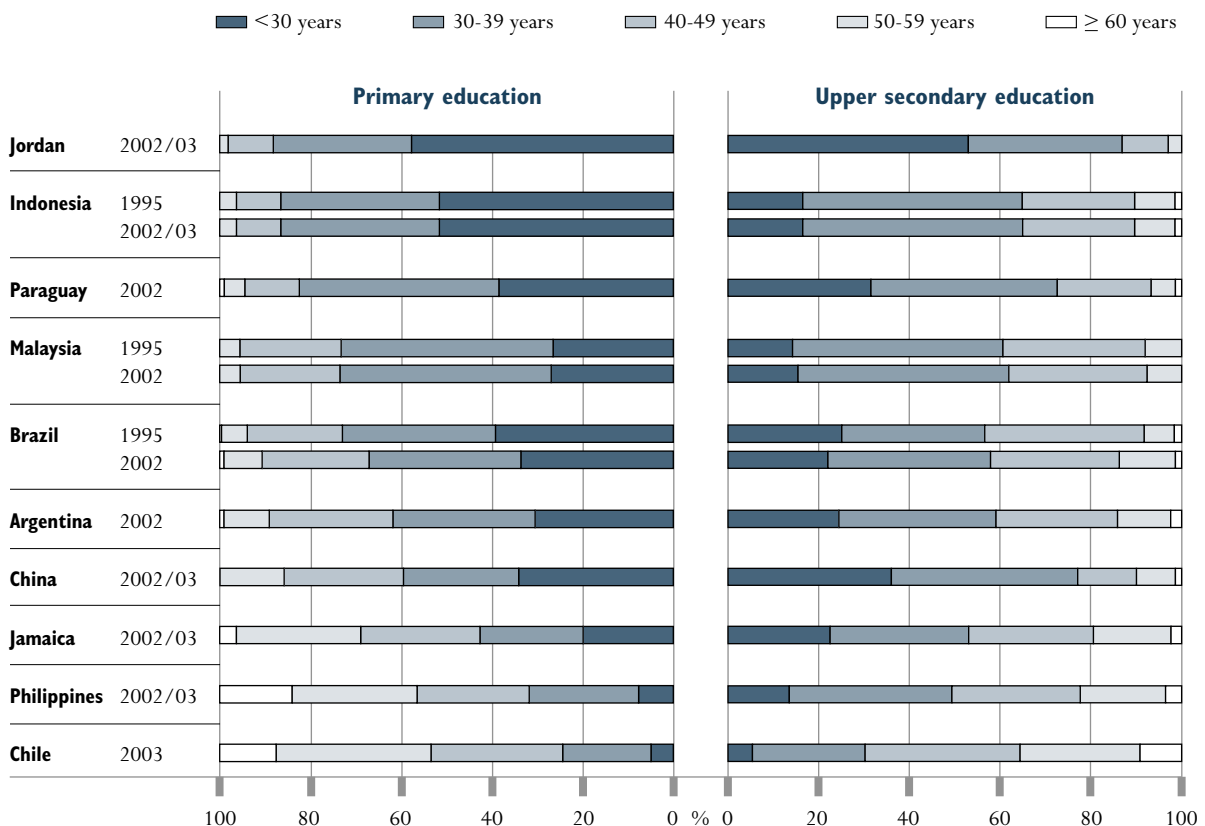 <30 years 30-39 years 40-49 years 50-59 years ≥ 60 years
Primary education Upper secondary education
Jordan 2002/03
Indonesia 1995
2002/03
Paraguay 2002
Malaysia 1995
2002
Brazil 1995
2002
Argentina 2002
China 2002/03
Jamaica 2002/03
Philippines 2002/03
Chile 2003
100 80 60 40 20 0 % 0 20 40 60 80 100